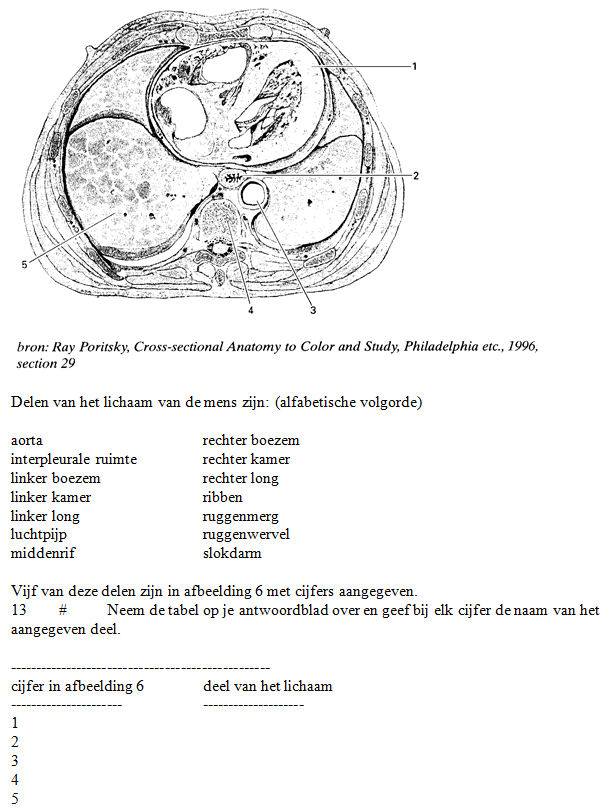 1
2
5
4
3
bron: Ray Poritsky, Cross-sectional Anatomy to Color and Study, Philadelphia etc., 1996,
section 29
Delen van het lichaam van de mens zijn: (alfabetische volgorde)
aorta rechter boezem
interpleurale ruimte rechter kamer
linker boezem rechter long
linker kamer ribben
linker long ruggenmerg
luchtpijp ruggenwervel
middenrif slokdarm
Vijf van deze delen zijn in afbeelding 6 met cijfers aangegeven.
13 # Neem de tabel op je antwoordblad over en geef bij elk cijfer de naam van het
aangegeven deel.
---------------------------------------------------
cijfer in afbeelding 6 deel van het lichaam
---------------------- --------------------
1
2
3
4
5